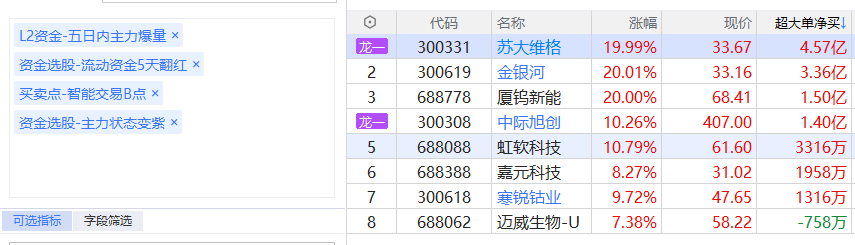 L2资金-五日内主力爆量 ×
资金选股-流动资金5天翻红 ×
买卖点-智能交易B点 ×
资金选股-主力状态变紫 ×
可选指标 字段筛选
代码 名称 涨幅 现价 超大单净买↓
龙一 300331 苏大维格 19.99% 33.67 4.57亿
2 300619 金银河 20.01% 33.16 3.36亿
3 688778 厦钨新能 20.00% 68.41 1.50亿
龙一 300308 中际旭创 10.26% 407.00 1.40亿
5 688088 虹软科技 10.79% 61.60 3316万
6 688388 嘉元科技 8.27% 31.02 1958万
7 300618 寒锐钴业 9.72% 47.65 1316万
8 688062 迈威生物-U 7.38% 58.22 -758万